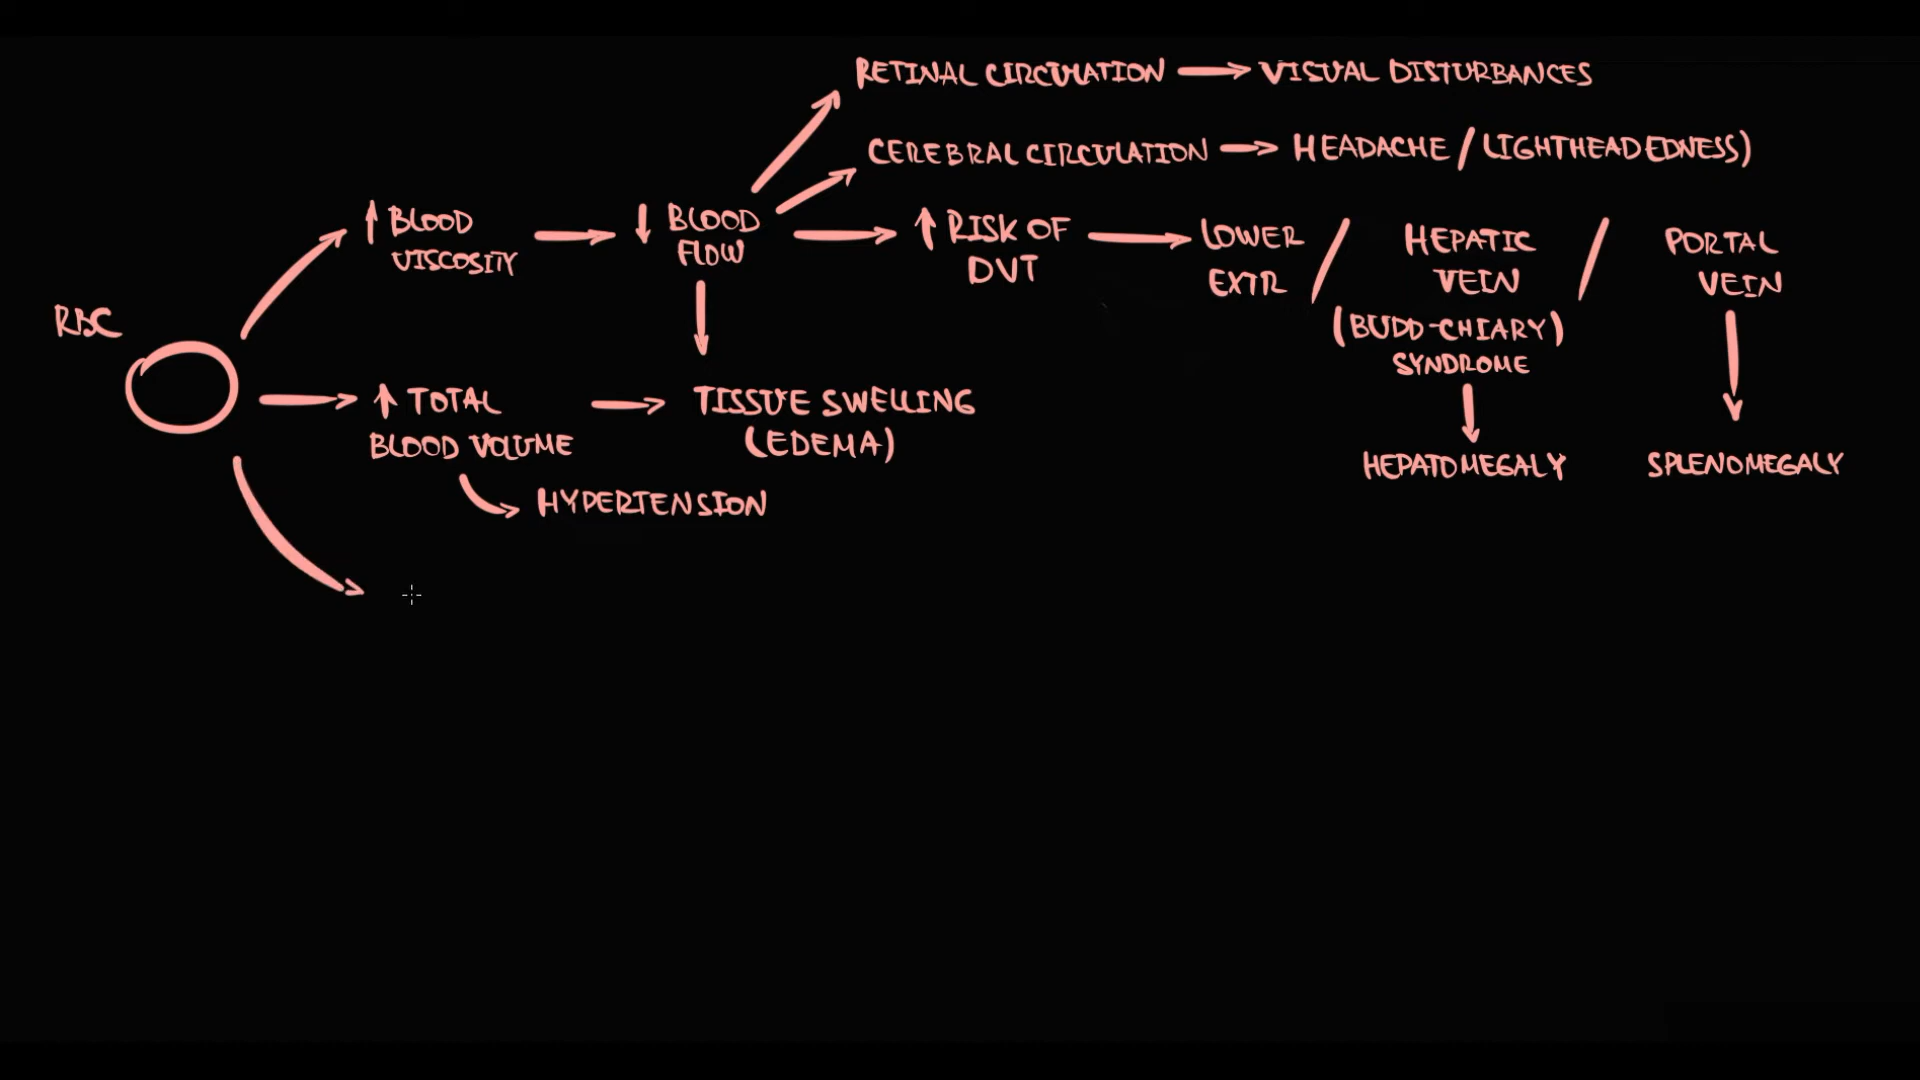 RETINAL CIRCULATION → VISUAL DISTURBANCES
CEREBRAL CIRCULATION → HEADACHE / LIGHTHEADEDNESS)
↑ BLOOD
VISCOSITY
→ ↓ BLOOD
FLOW
→ ↑ RISK OF
DVT
→ LOWER
EXTR
/ HEPATIC
VEIN
(BUDD-CHIARY)
SYNDROME
HEPATOMEGALY
/ PORTAL
VEIN
SPLENOMEGALY
RBC
↑ TOTAL
BLOOD VOLUME
→ TISSUE SWELLING
(EDEMA)
HYPERTENSION